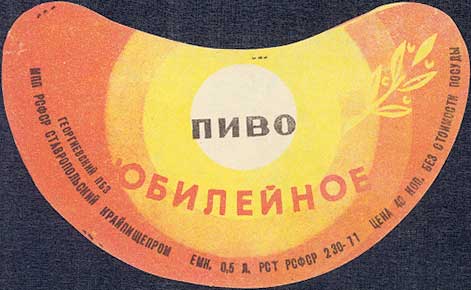 ПИВО
ЮБИЛЕЙНОЕ
ГЕОРГИЕВСКИЙ ПБЗ
МПП РСФСР СТАВРОПОЛЬСКИЙ КРАЙПИЩЕПРОМ
ЕМК. 0,5 Л. РСТ РСФСР 230-71 ЦЕНА 40 КОП. БЕЗ СТОИМОСТИ ПОСУДЫ